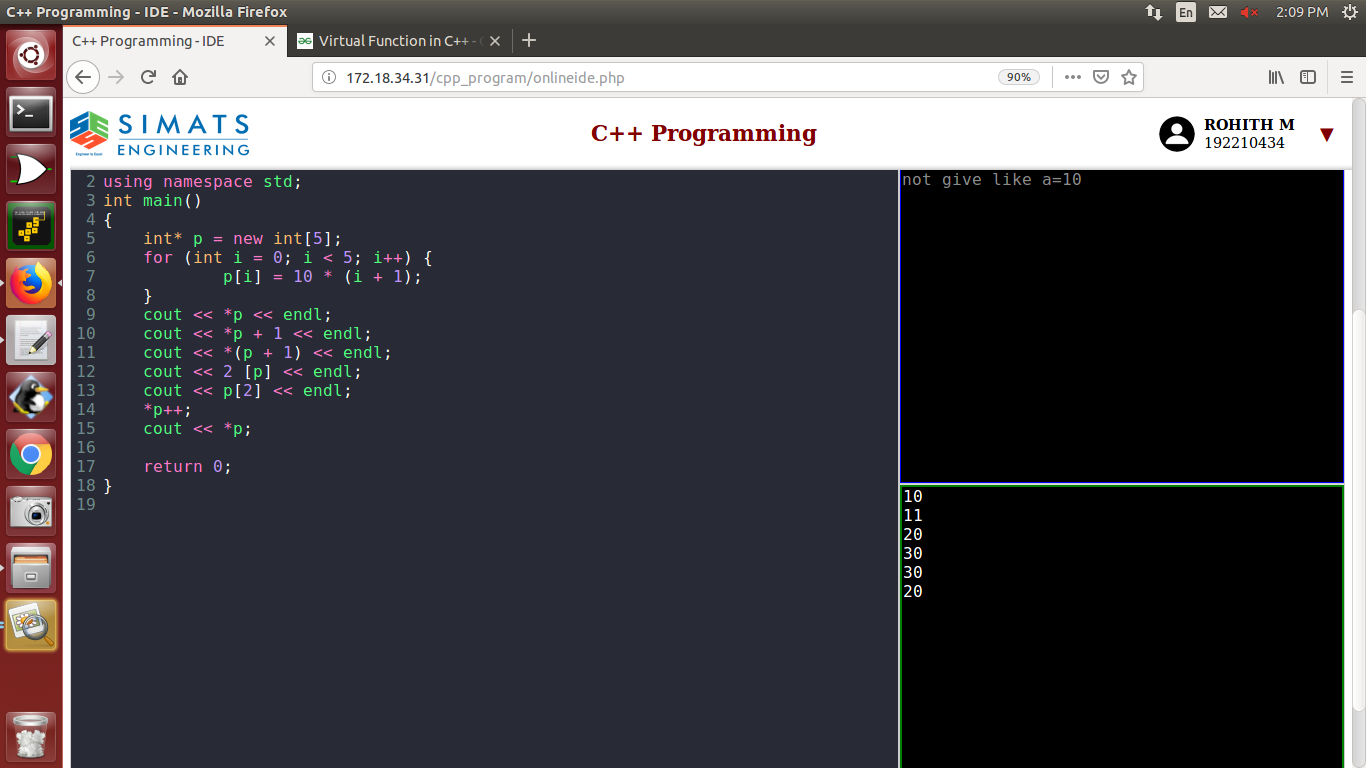 C++ Programming - IDE - Mozilla Firefox
En
2:09 PM
C++ Programming - IDE
Virtual Function in C++ -
172.18.34.31/cpp_program/onlineide.php
90%
SIMATS
ENGINEERING
Engineer to Excel
C++ Programming
ROHITH M
192210434
2 using namespace std;
3 int main()
4 {
5     int* p = new int[5];
6     for (int i = 0; i < 5; i++) {
7             p[i] = 10 * (i + 1);
8     }
9     cout << *p << endl;
10     cout << *p + 1 << endl;
11     cout << *(p + 1) << endl;
12     cout << 2 [p] << endl;
13     cout << p[2] << endl;
14     *p++;
15     cout << *p;
16
17     return 0;
18 }
19
not give like a=10
10
11
20
30
30
20